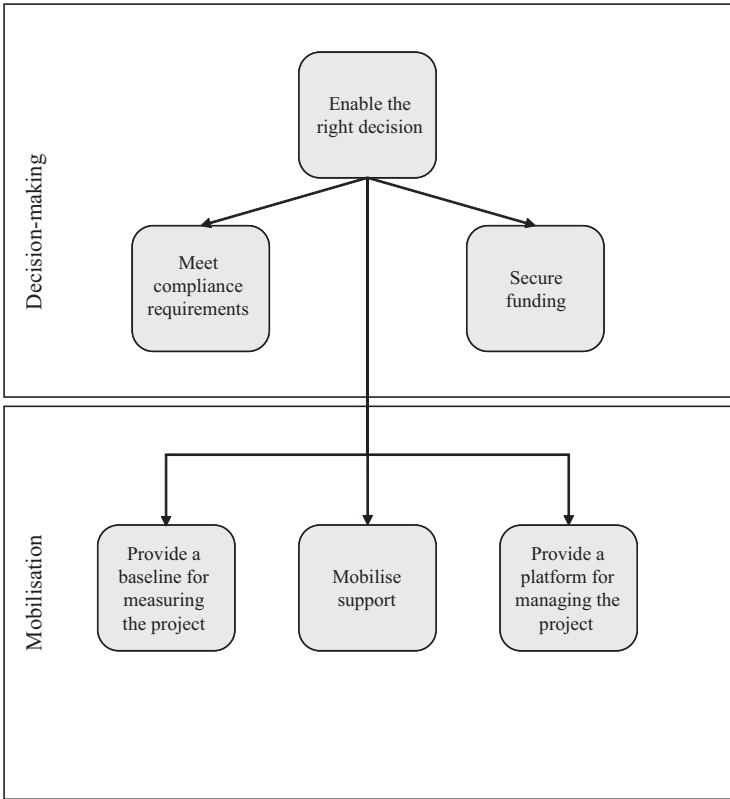 Decision-making
Enable the
right decision
Meet
compliance
requirements
Secure
funding
Mobilisation
Provide a
baseline for
measuring
the project
Mobilise
support
Provide a
platform for
managing the
project